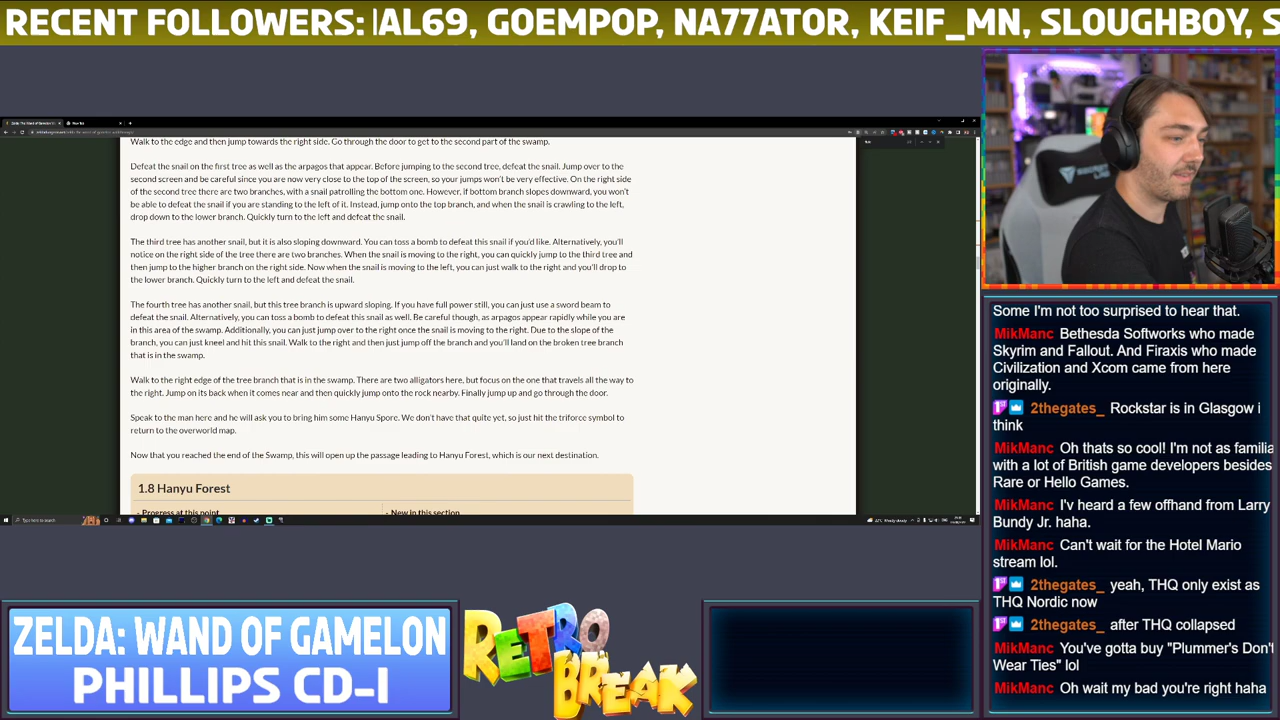 RECENT FOLLOWERS: AL69, GOEMPOP, NA77ATOR, KEIF_MN, SLOUGHBOY, S
Walk to the edge and then jump towards the right side. Go through the door to get to the second part of the swamp.
Defeat the snail on the first tree as well as the arpagos that appear. Before jumping to the second tree, defeat the snail. Jump over to the
second screen and be careful since you are now very close to the top of the screen, so your jumps won't be very effective. On the right side
of the second tree there are two branches, with a snail patrolling the bottom one. However, if bottom branch slopes downward, you won't
be able to defeat the snail if you are standing to the left of it. Instead, jump onto the top branch, and when the snail is crawling to the left,
drop down to the lower branch. Quickly turn to the left and defeat the snail.
The third tree has another snail, but it is also sloping downward. You can toss a bomb to defeat this snail if you'd like. Alternatively, you'll
notice on the right side of the tree there are two branches. When the snail is moving to the right, you can quickly jump to the third tree and
then jump to the higher branch on the right side. Now when the snail is moving to the left, you can just walk to the right and you'll drop to
the lower branch. Quickly turn to the left and defeat the snail.
The fourth tree has another snail, but this tree branch is upward sloping. If you have full power still, you can just use a sword beam to
defeat the snail. Alternatively, you can toss a bomb to defeat this snail as well. Be careful though, as arpagos appear rapidly while you are
in this area of the swamp. Additionally, you can just jump over to the right once the snail is moving to the right. Due to the slope of the
branch, you can just kneel and hit this snail. Walk to the right and then just jump off the branch and you'll land on the broken tree branch
that is in the swamp.
Walk to the right edge of the tree branch that is in the swamp. There are two alligators here, but focus on the one that travels all the way to
the right. Jump on its back when it comes near and then quickly jump onto the rock nearby. Finally jump up and go through the door.
Speak to the man here and he will ask you to bring him some Hanyu Spore. We don't have that quite yet, so just hit the triforce symbol to
return to the overworld map.
Now that you reached the end of the Swamp, this will open up the passage leading to Hanyu Forest, which is our next destination.
1.8 Hanyu Forest
- Progress at this point
- New in this section
Type here to search
Some I'm not too surprised to hear that.
MikManc Bethesda Softworks who made
Skyrim and Fallout. And Firaxis who made
Civilization and Xcom came from here
originally.
2thegates_ Rockstar is in Glasgow i
think
MikManc Oh thats so cool! I'm not as familia
with a lot of British game developers besides
Rare or Hello Games.
MikManc I'v heard a few offhand from Larry
Bundy Jr. haha.
MikManc Can't wait for the Hotel Mario
stream lol.
2thegates_ yeah, THQ only exist as
THQ Nordic now
2thegates_ after THQ collapsed
MikManc You've gotta buy "Plummer's Don'
Wear Ties" lol
MikManc Oh wait my bad you're right haha
ZELDA: WAND OF GAMELON
PHILLIPS CD-I
RETRO
BREAK